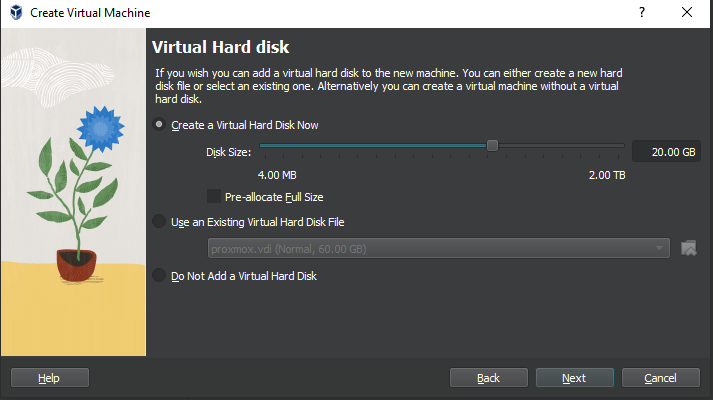 Create Virtual Machine
?
Virtual Hard disk
If you wish you can add a virtual hard disk to the new machine. You can either create a new hard
disk file or select an existing one. Alternatively you can create a virtual machine without a virtual
hard disk.
Create a Virtual Hard Disk Now
Disk Size:
20.00 GB
4.00 MB
2.00 TB
Pre-allocate Full Size
Use an Existing Virtual Hard Disk File
proxmox.vdi (Normal, 60.00 GB)
Do Not Add a Virtual Hard Disk
Help
Back
Next
Cancel